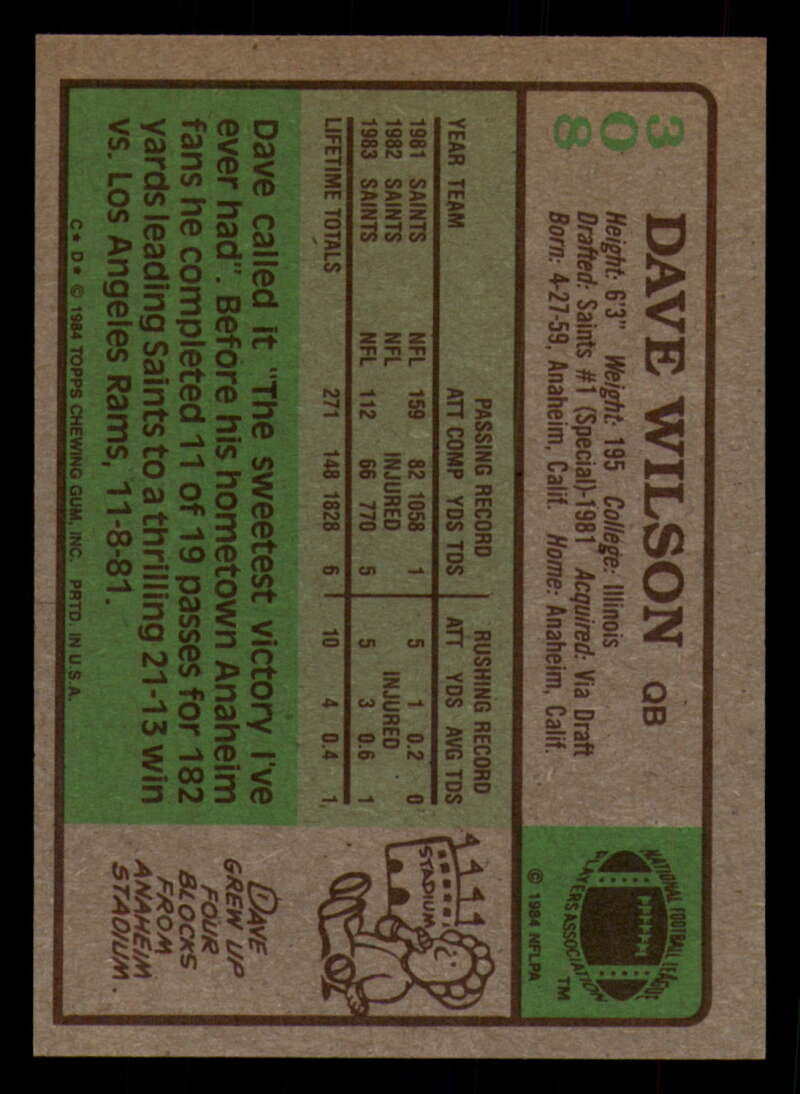 308
DAVE WILSON QB
Height: 6'3" Weight: 195 College: Illinois
Drafted: Saints #1 (Special)-1981 Acquired: Via Draft
Born: 4-27-59, Anaheim, Calif. Home: Anaheim, Calif.
NATIONAL FOOTBALL LEAGUE
PLAYERS ASSOCIATION
TM
© 1984 NFLPA
PASSING RECORD RUSHING RECORD
YEAR TEAM ATT COMP YDS TDS ATT YDS AVG TDS
1981 SAINTS NFL 159 82 1058 1 5 1 0.2 0
1982 SAINTS NFL INJURED INJURED
1983 SAINTS NFL 112 66 770 5 5 3 0.6 1
LIFETIME TOTALS 271 148 1828 6 10 4 0.4 1
Dave called it "The sweetest victory I've
ever had". Before his hometown Anaheim
fans he completed 11 of 19 passes for 182
yards leading Saints to a thrilling 21-13 win
vs. Los Angeles Rams, 11-8-81.
C* D* © 1984 TOPPS CHEWING GUM, INC. PRTD. IN U.S.A.
STADIUM
DAVE
GREW UP
FOUR
BLOCKS
FROM
ANAHEIM
STADIUM.